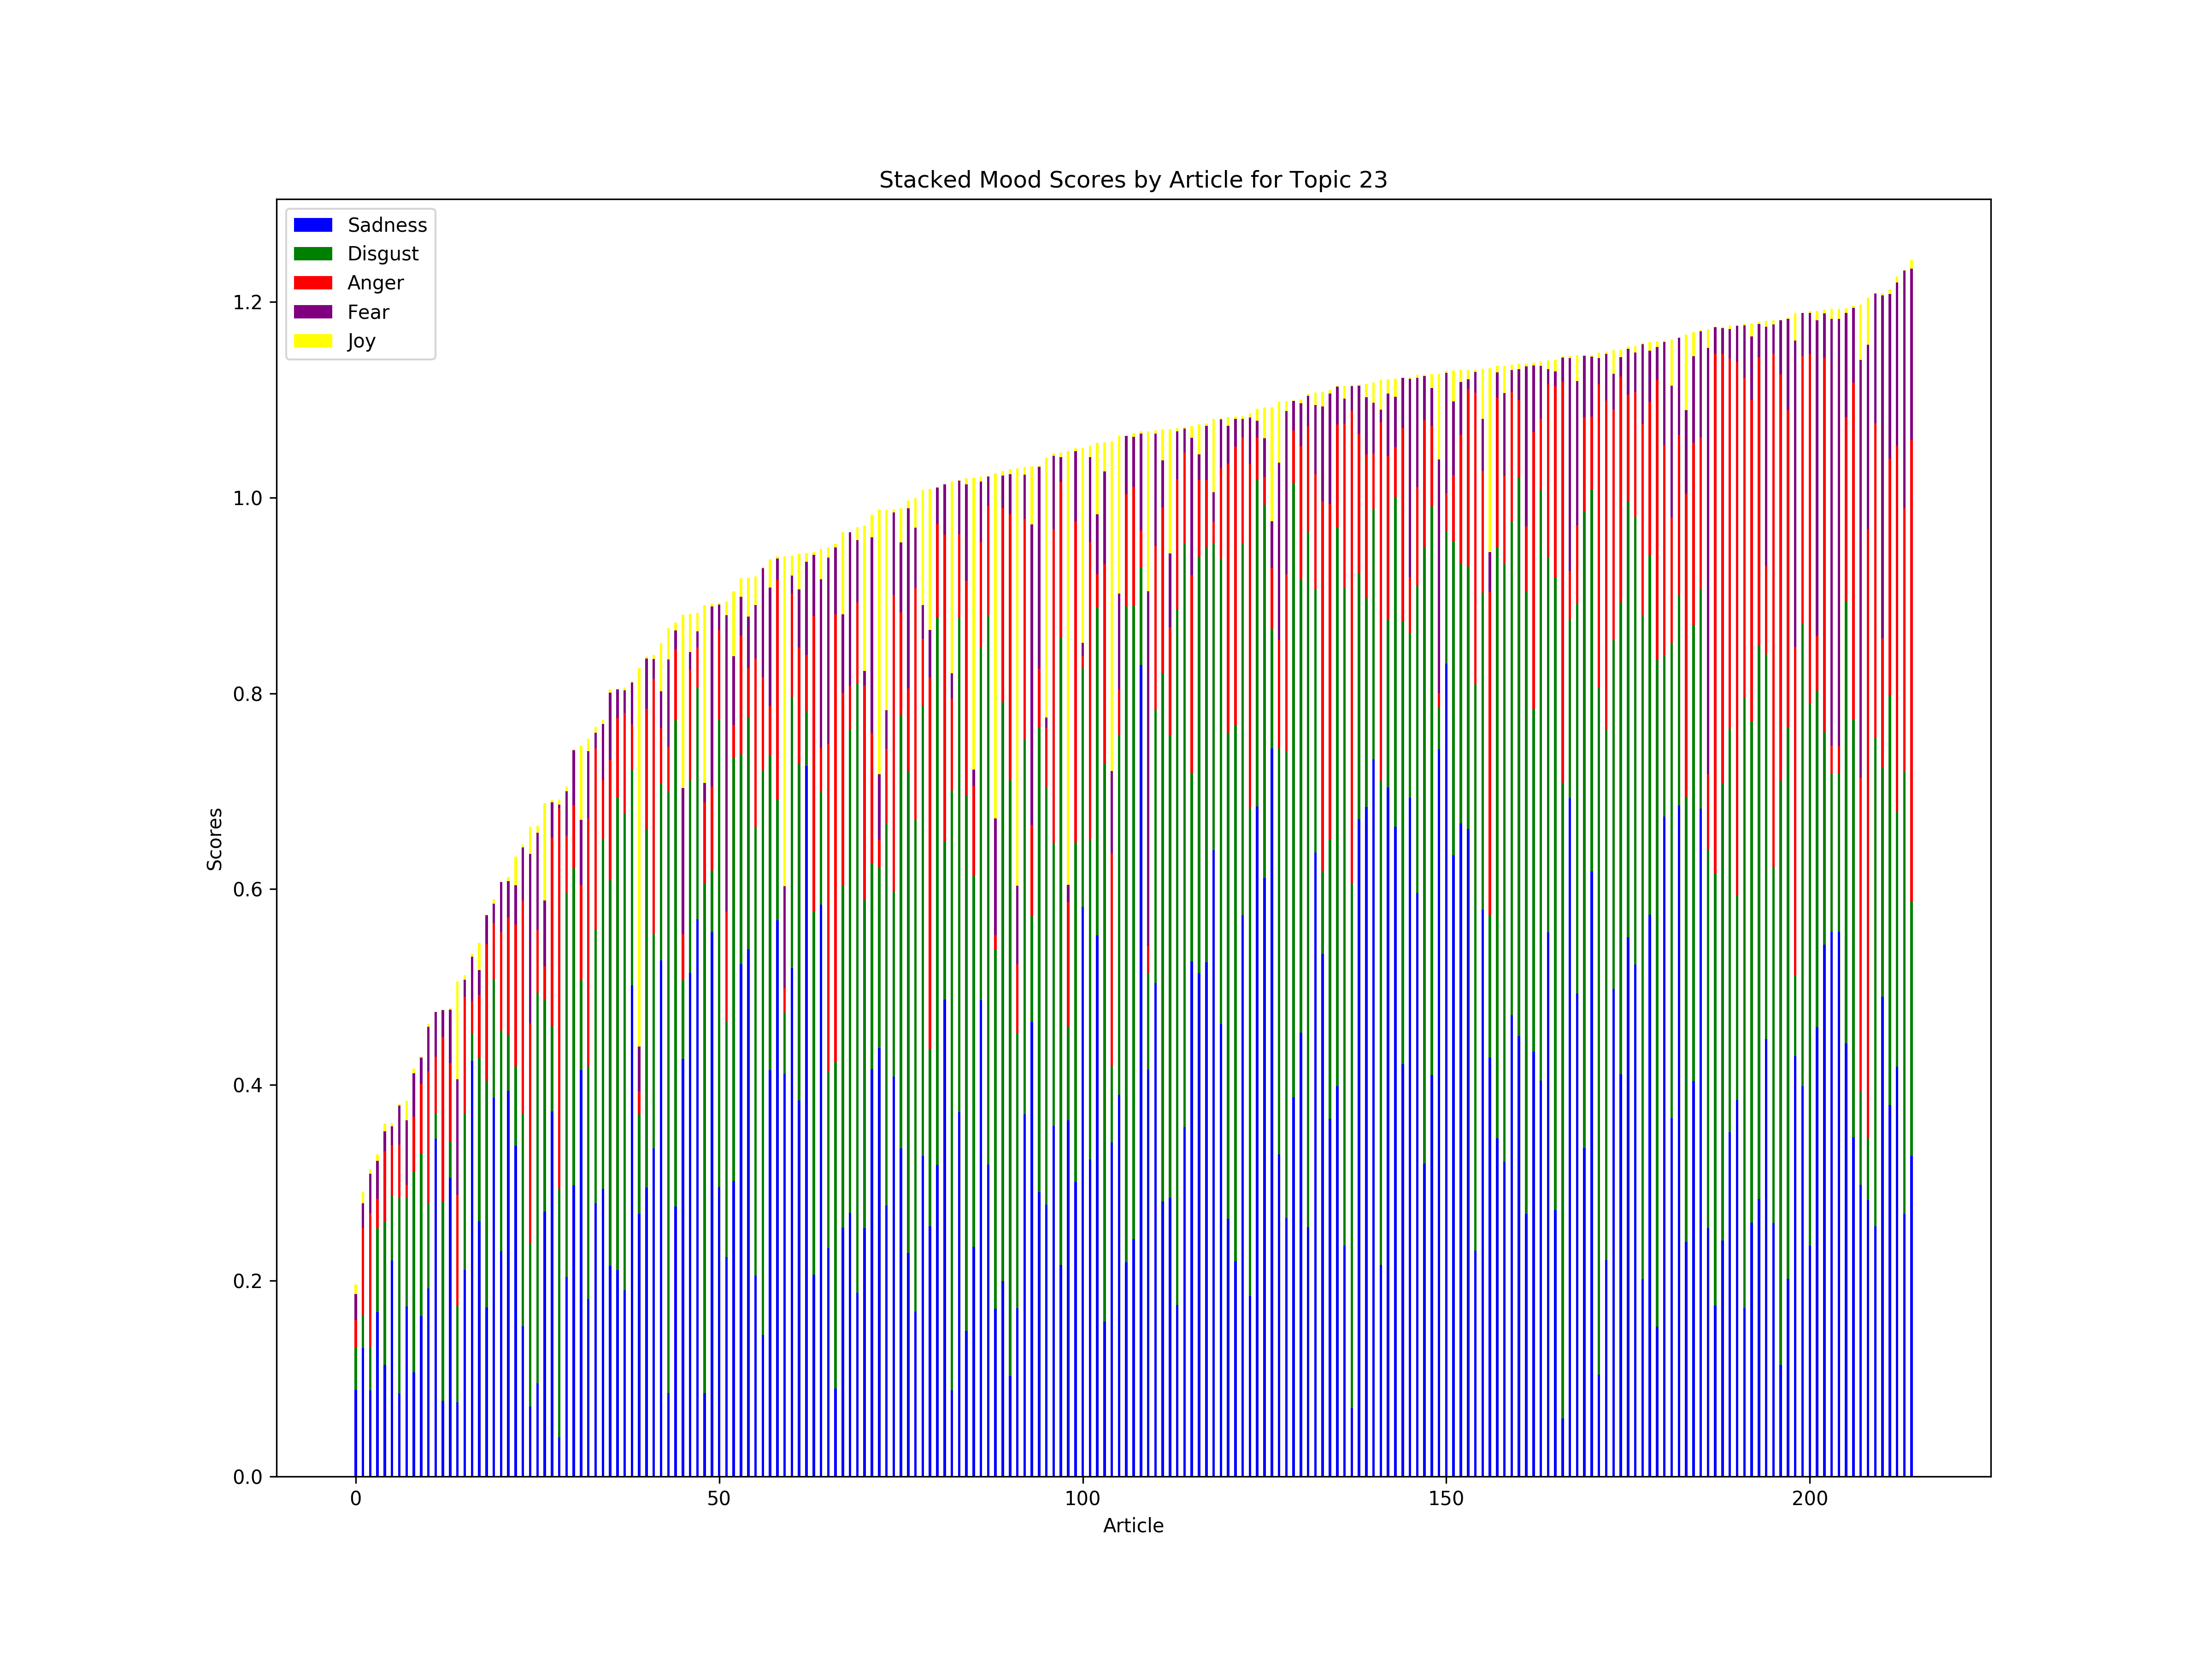 Stacked Mood Scores by Article for Topic 23
Sadness
Disgust
Anger
Fear
Joy
1.2
1.0
0.8
0.6
0.4
0.2
0.0
Scores
0 50 100 150 200
Article